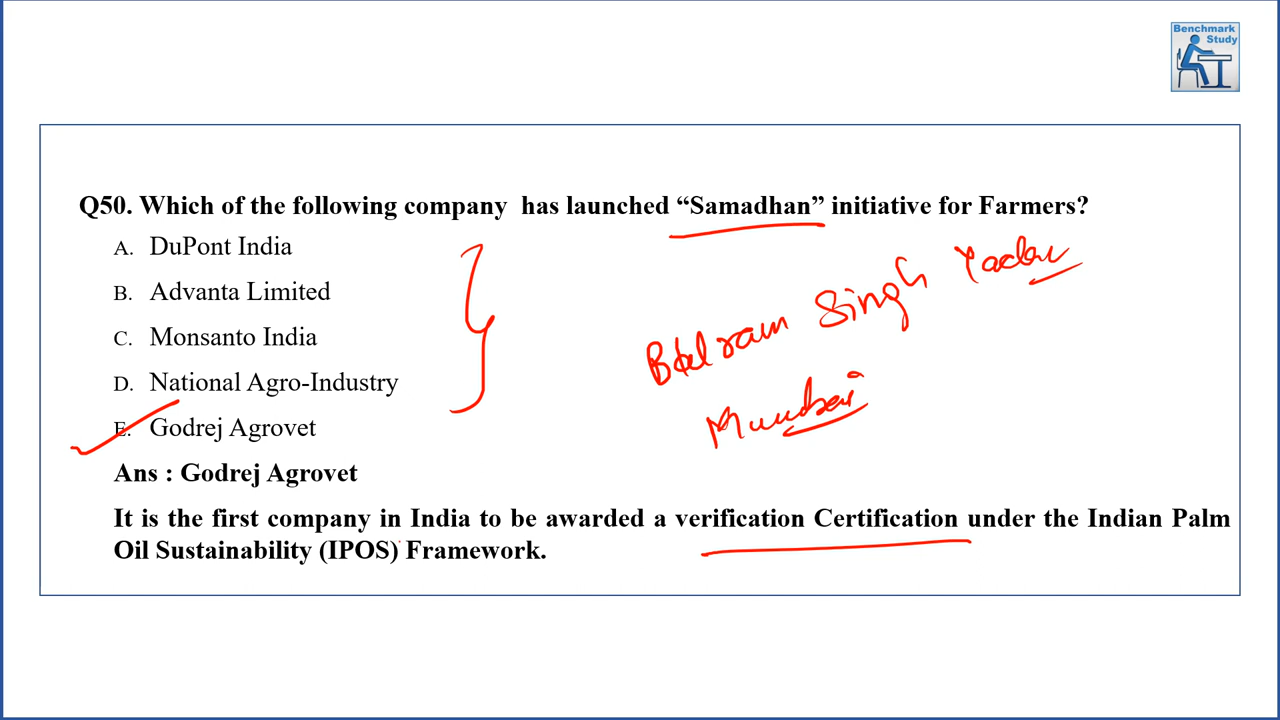 Benchmark
Study
Q50. Which of the following company has launched “Samadhan” initiative for Farmers?
A. DuPont India
B. Advanta Limited
C. Monsanto India
D. National Agro-Industry
E. Godrej Agrovet
Balram Singh Yadav
Mumbai
Ans : Godrej Agrovet
It is the first company in India to be awarded a verification Certification under the Indian Palm
Oil Sustainability (IPOS) Framework.